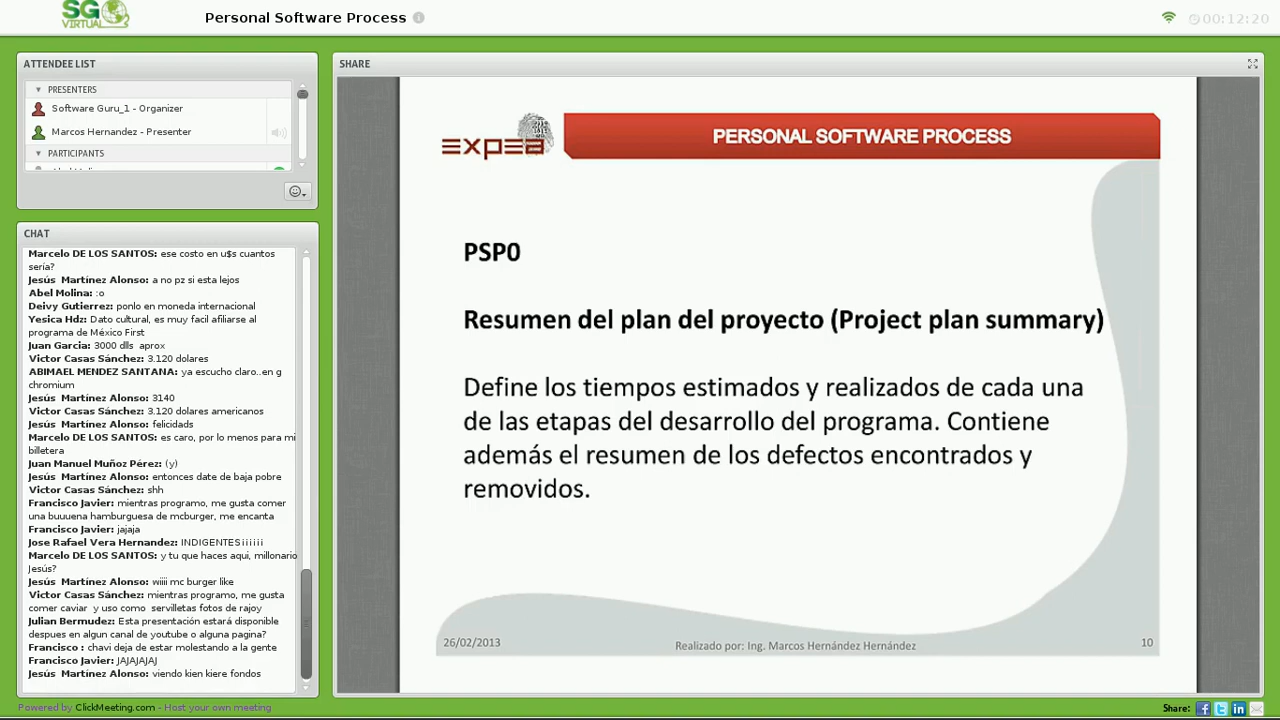 SG
VIRTUAL
Personal Software Process
00:12:20
ATTENDEE LIST
PRESENTERS
Software Guru_1 - Organizer
Marcos Hernandez - Presenter
PARTICIPANTS
CHAT
Marcelo DE LOS SANTOS: ese costo en u$s cuantos
sería?
Jesús Martínez Alonso: a no pz si esta lejos
Abel Molina: :o
Deivy Gutierrez: ponlo en moneda internacional
Yesica Hdz: Dato cultural, es muy facil afiliarse al
programa de México First
Juan Garcia: 3000 dlls aprox
Victor Casas Sánchez: 3.120 dolares
ABIMAEL MENDEZ SANTANA: ya escucho claro..en g
chromium
Jesús Martínez Alonso: 3140
Victor Casas Sánchez: 3.120 dolares americanos
Jesús Martínez Alonso: felicidads
Marcelo DE LOS SANTOS: es caro, por lo menos para mi
billetera
Juan Manuel Muñoz Pérez: (y)
Jesús Martínez Alonso: entonces date de baja pobre
Victor Casas Sánchez: shh
Francisco Javier: mientras programo, me gusta comer
una buuuena hamburguesa de mcburger, me encanta
Francisco Javier: jajaja
Jose Rafael Vera Hernandez: INDIGENTES¡¡¡¡¡¡
Marcelo DE LOS SANTOS: y tu que haces aqui, millonario
Jesús?
Jesús Martínez Alonso: wiiii mc burger like
Victor Casas Sánchez: mientras programo, me gusta
comer caviar y uso como servilletas fotos de rajoy
Julian Bermudez: Esta presentación estará disponible
despues en algun canal de youtube o alguna pagina?
Francisco : chavi deja de estar molestando a la gente
Francisco Javier: JAJAJAJAJ
Jesús Martínez Alonso: viendo kien kiere fondos
SHARE
expea
PERSONAL SOFTWARE PROCESS
PSP0
Resumen del plan del proyecto (Project plan summary)
Define los tiempos estimados y realizados de cada una
de las etapas del desarrollo del programa. Contiene
además el resumen de los defectos encontrados y
removidos.
26/02/2013
Realizado por: Ing. Marcos Hernández Hernández
10
Powered by ClickMeeting.com - Host your own meeting
Share: